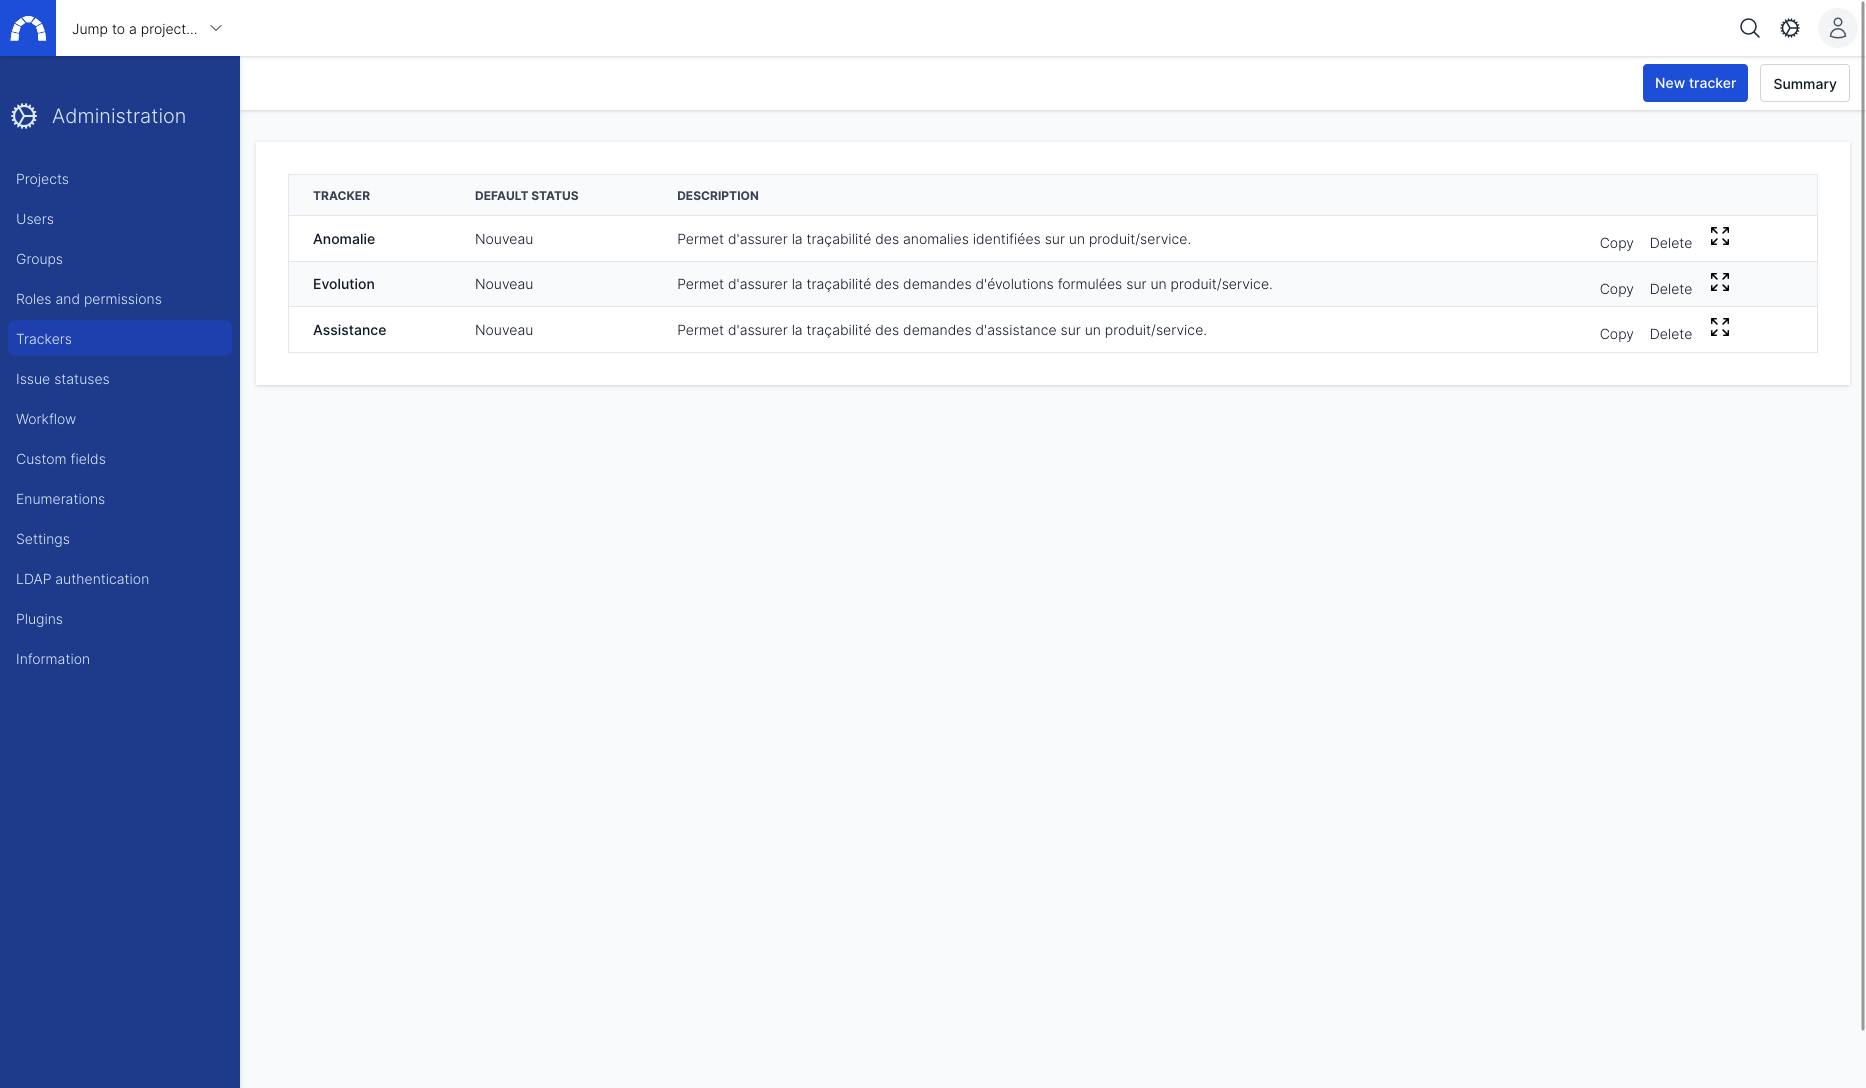 Jump to a project...
New tracker
Summary
Administration
Projects
Users
Groups
Roles and permissions
Trackers
Issue statuses
Workflow
Custom fields
Enumerations
Settings
LDAP authentication
Plugins
Information
TRACKER DEFAULT STATUS DESCRIPTION
Anomalie Nouveau Permet d'assurer la traçabilité des anomalies identifiées sur un produit/service. Copy Delete
Evolution Nouveau Permet d'assurer la traçabilité des demandes d'évolutions formulées sur un produit/service. Copy Delete
Assistance Nouveau Permet d'assurer la traçabilité des demandes d'assistance sur un produit/service. Copy Delete